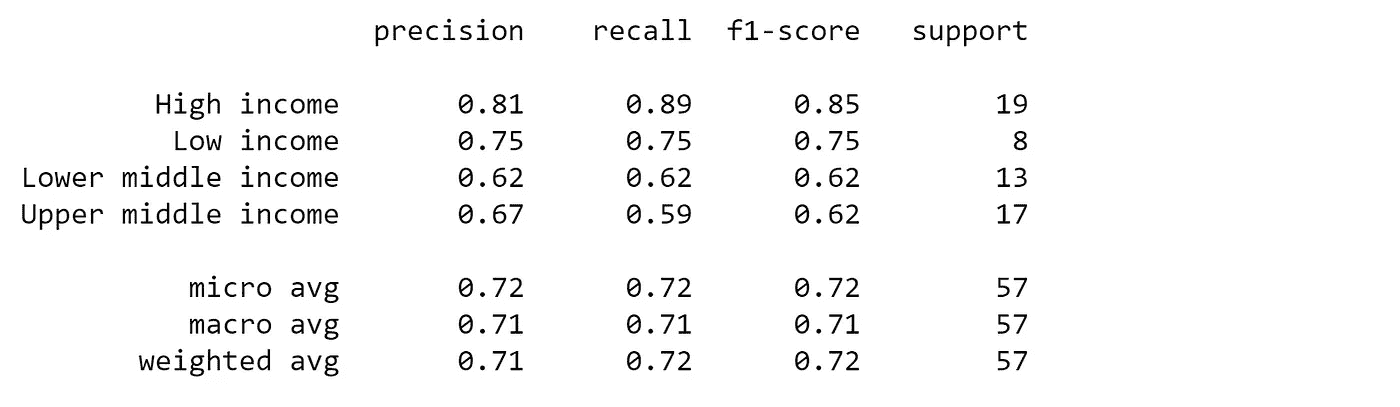 precision recall f1-score support
High income 0.81 0.89 0.85 19
Low income 0.75 0.75 0.75 8
Lower middle income 0.62 0.62 0.62 13
Upper middle income 0.67 0.59 0.62 17
micro avg 0.72 0.72 0.72 57
macro avg 0.71 0.71 0.71 57
weighted avg 0.71 0.72 0.72 57